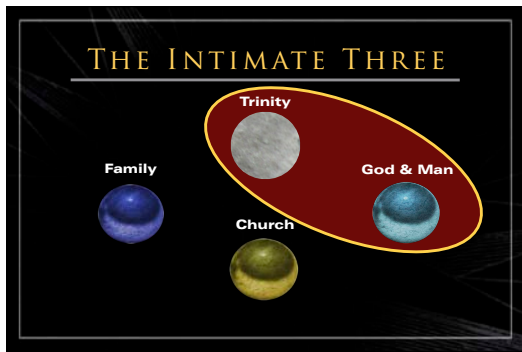 THE INTIMATE THREE
Trinity
Family
God & Man
Church